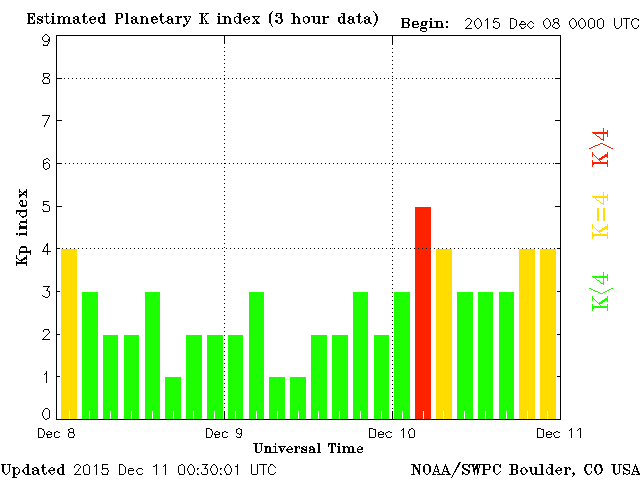 Estimated Planetary K index (3 hour data) Begin: 2015 Dec 08 0000 UTC
9
8
7
6
5
4
3
2
1
0
Kp index
Dec 8 Dec 9 Dec 10 Dec 11
Universal Time
K>4
K=4
K<4
Updated 2015 Dec 11 00:30:01 UTC NOAA/SWPC Boulder, CO USA